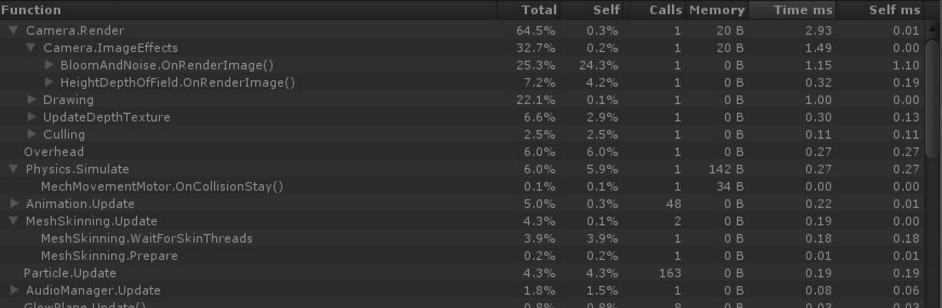 Function Total Self Calls Memory Time ms Self ms
Camera.Render 64.5% 0.3% 1 20 B 2.93 0.01
Camera.ImageEffects 32.7% 0.2% 1 20 B 1.49 0.00
BloomAndNoise.OnRenderImage() 25.3% 24.3% 1 0 B 1.15 1.10
HeightDepthOfField.OnRenderImage() 7.2% 4.2% 1 0 B 0.32 0.19
Drawing 22.1% 0.1% 1 0 B 1.00 0.00
UpdateDepthTexture 6.6% 2.9% 1 0 B 0.30 0.13
Culling 2.5% 2.5% 1 0 B 0.11 0.11
Overhead 6.0% 6.0% 1 0 B 0.27 0.27
Physics.Simulate 6.0% 5.9% 1 142 B 0.27 0.27
MechMovementMotor.OnCollisionStay() 0.1% 0.1% 1 34 B 0.00 0.00
Animation.Update 5.0% 0.3% 48 0 B 0.22 0.01
MeshSkinning.Update 4.3% 0.1% 2 0 B 0.19 0.00
MeshSkinning.WaitForSkinThreads 3.9% 3.9% 1 0 B 0.18 0.18
MeshSkinning.Prepare 0.2% 0.2% 1 0 B 0.01 0.01
Particle.Update 4.3% 4.3% 163 0 B 0.19 0.19
AudioManager.Update 1.8% 1.5% 1 0 B 0.08 0.06
GlowPlane.Update() 0.8% 0.8% 8 0 B 0.03 0.03